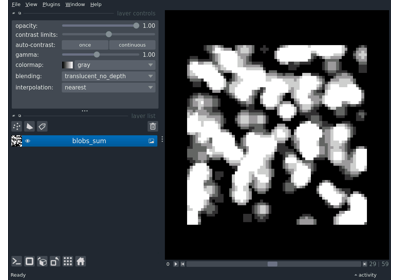 File View Plugins Window Help
layer controls
opacity: 1.00
contrast limits:
auto-contrast: once continuous
gamma: 1.00
colormap: gray
blending: translucent_no_depth
interpolation: nearest
layer list
blobs_sum
29 59
Ready
activity